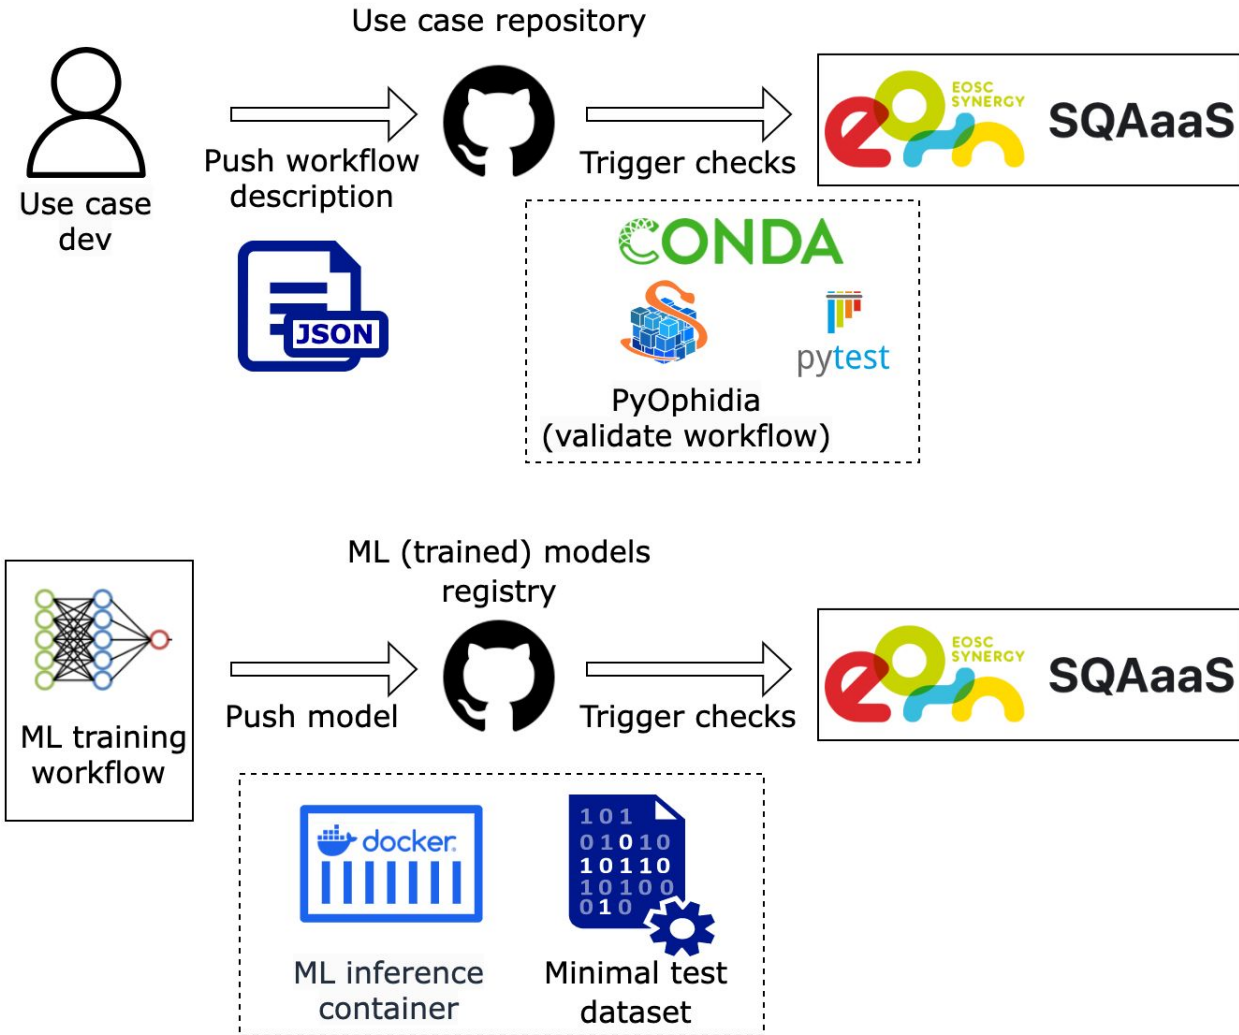 Use case repository
EOSC
SYNERGY
eosn
SQAaaS
Push workflow
description
Trigger checks
Use case
dev
JSON
CONDA
pytest
PyOphidia
(validate workflow)
ML (trained) models
registry
EOSC
SYNERGY
eosn
SQAaaS
Push model
Trigger checks
ML training
workflow
docker
101
01010
10110
10100
010
ML inference
container
Minimal test
dataset